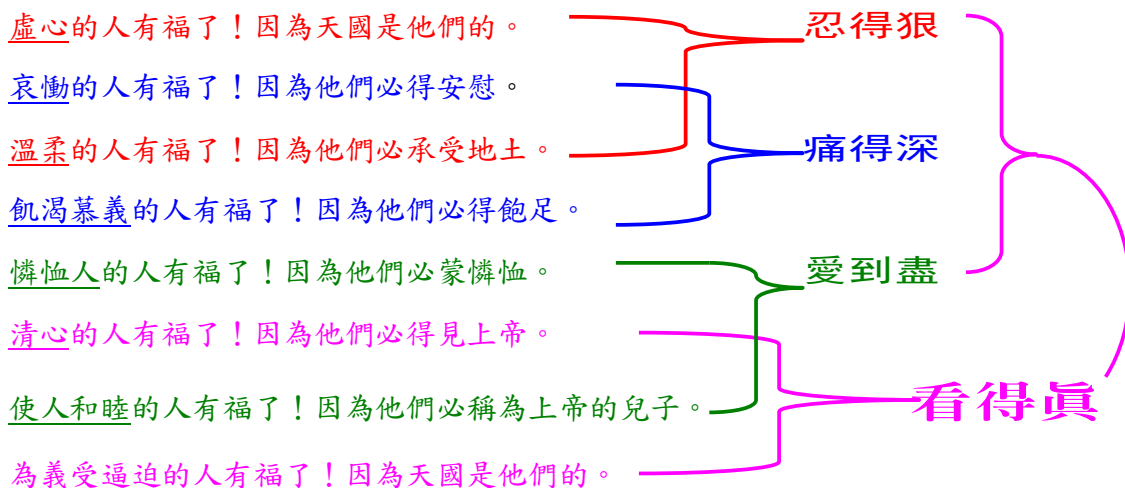 虛心的人有福了！因為天國是他們的。
忍得狠
哀慟的人有福了！因為他們必得安慰。
溫柔的人有福了！因為他們必承受地土。
痛得深
飢渴慕義的人有福了！因為他們必得飽足。
憐恤人的人有福了！因為他們必蒙憐恤。
愛到盡
清心的人有福了！因為他們必得見上帝。
使人和睦的人有福了！因為他們必稱為上帝的兒子。
看得眞
為義受逼迫的人有福了！因為天國是他們的。